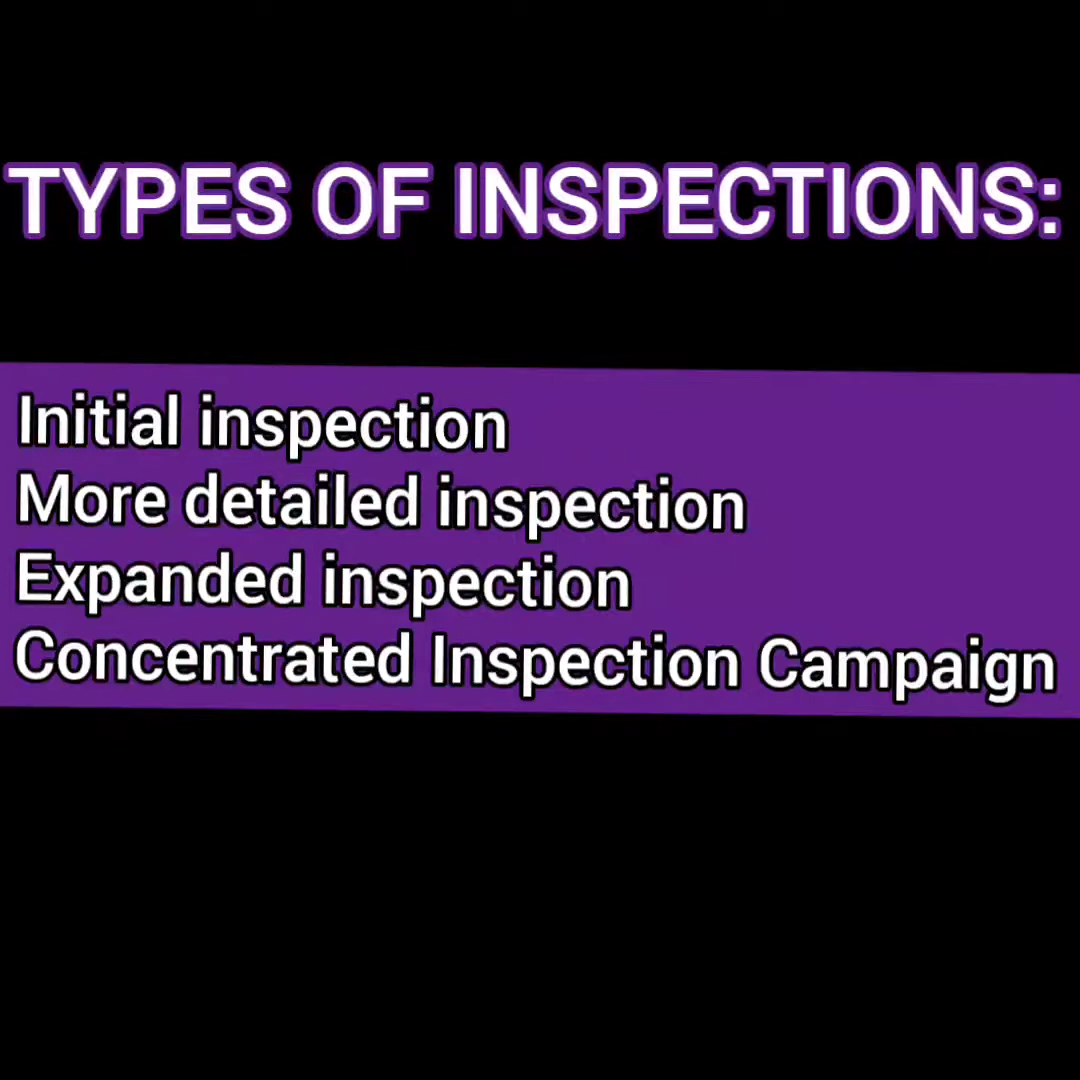 TYPES OF INSPECTIONS:
Initial inspection
More detailed inspection
Expanded inspection
Concentrated Inspection Campaign